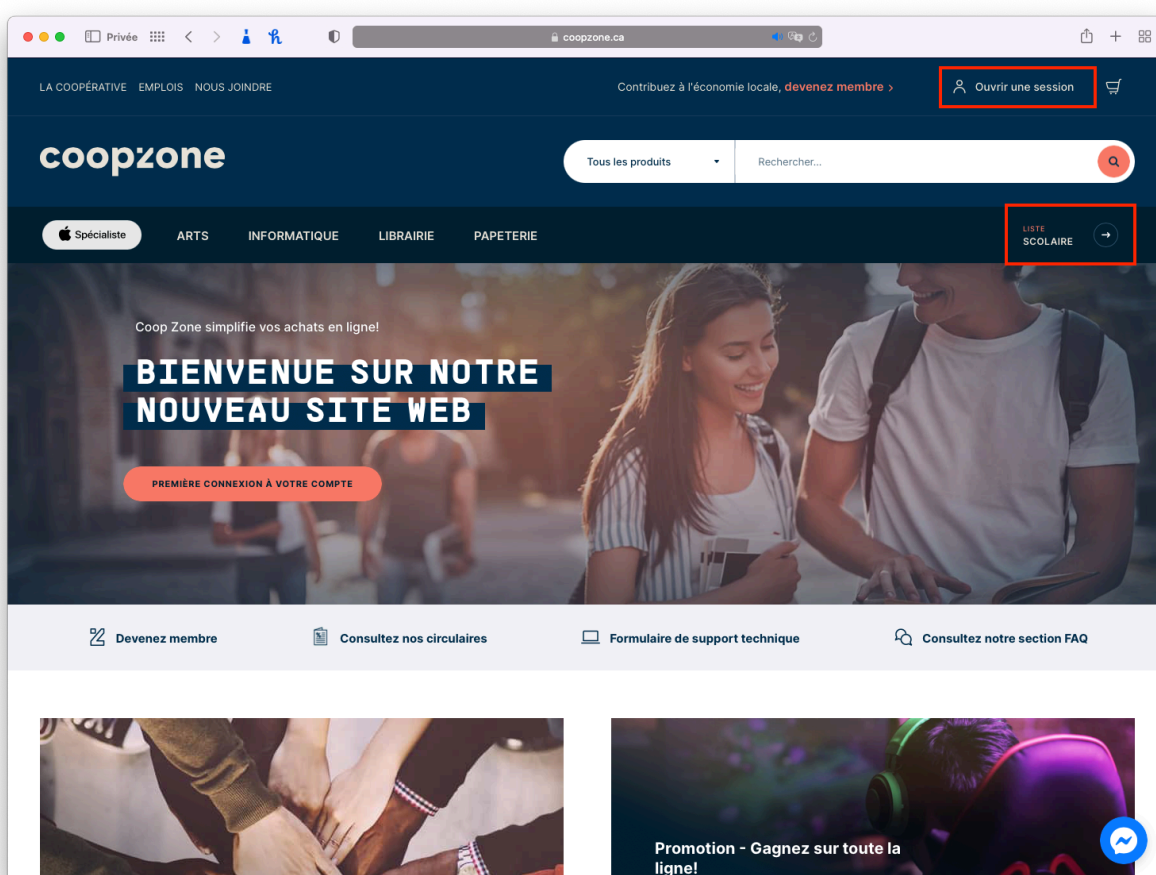 Privée
coopzone.ca
LA COOPÉRATIVE EMPLOIS NOUS JOINDRE
Contribuez à l'économie locale, devenez membre >
Ouvrir une session
coopzone
Tous les produits
Rechercher...
Spécialiste
ARTS
INFORMATIQUE
LIBRAIRIE
PAPETERIE
LISTE
SCOLAIRE
Coop Zone simplifie vos achats en ligne!
BIENVENUE SUR NOTRE
NOUVEAU SITE WEB
PREMIÈRE CONNEXION À VOTRE COMPTE
Devenez membre
Consultez nos circulaires
Formulaire de support technique
Consultez notre section FAQ
Promotion - Gagnez sur toute la
ligne!